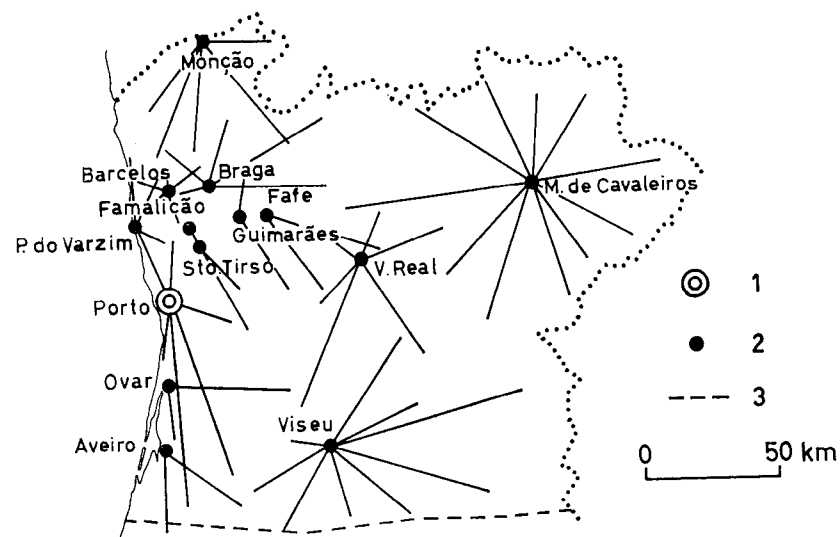 Monção
Barcelos
Braga
Famalicão
Fafe
M. de Cavaleiros
P. do Varzim
Guimarães
Sto. Tirso
V. Real
Porto
1
2
Ovar
3
Viseu
Aveiro
0 50 km